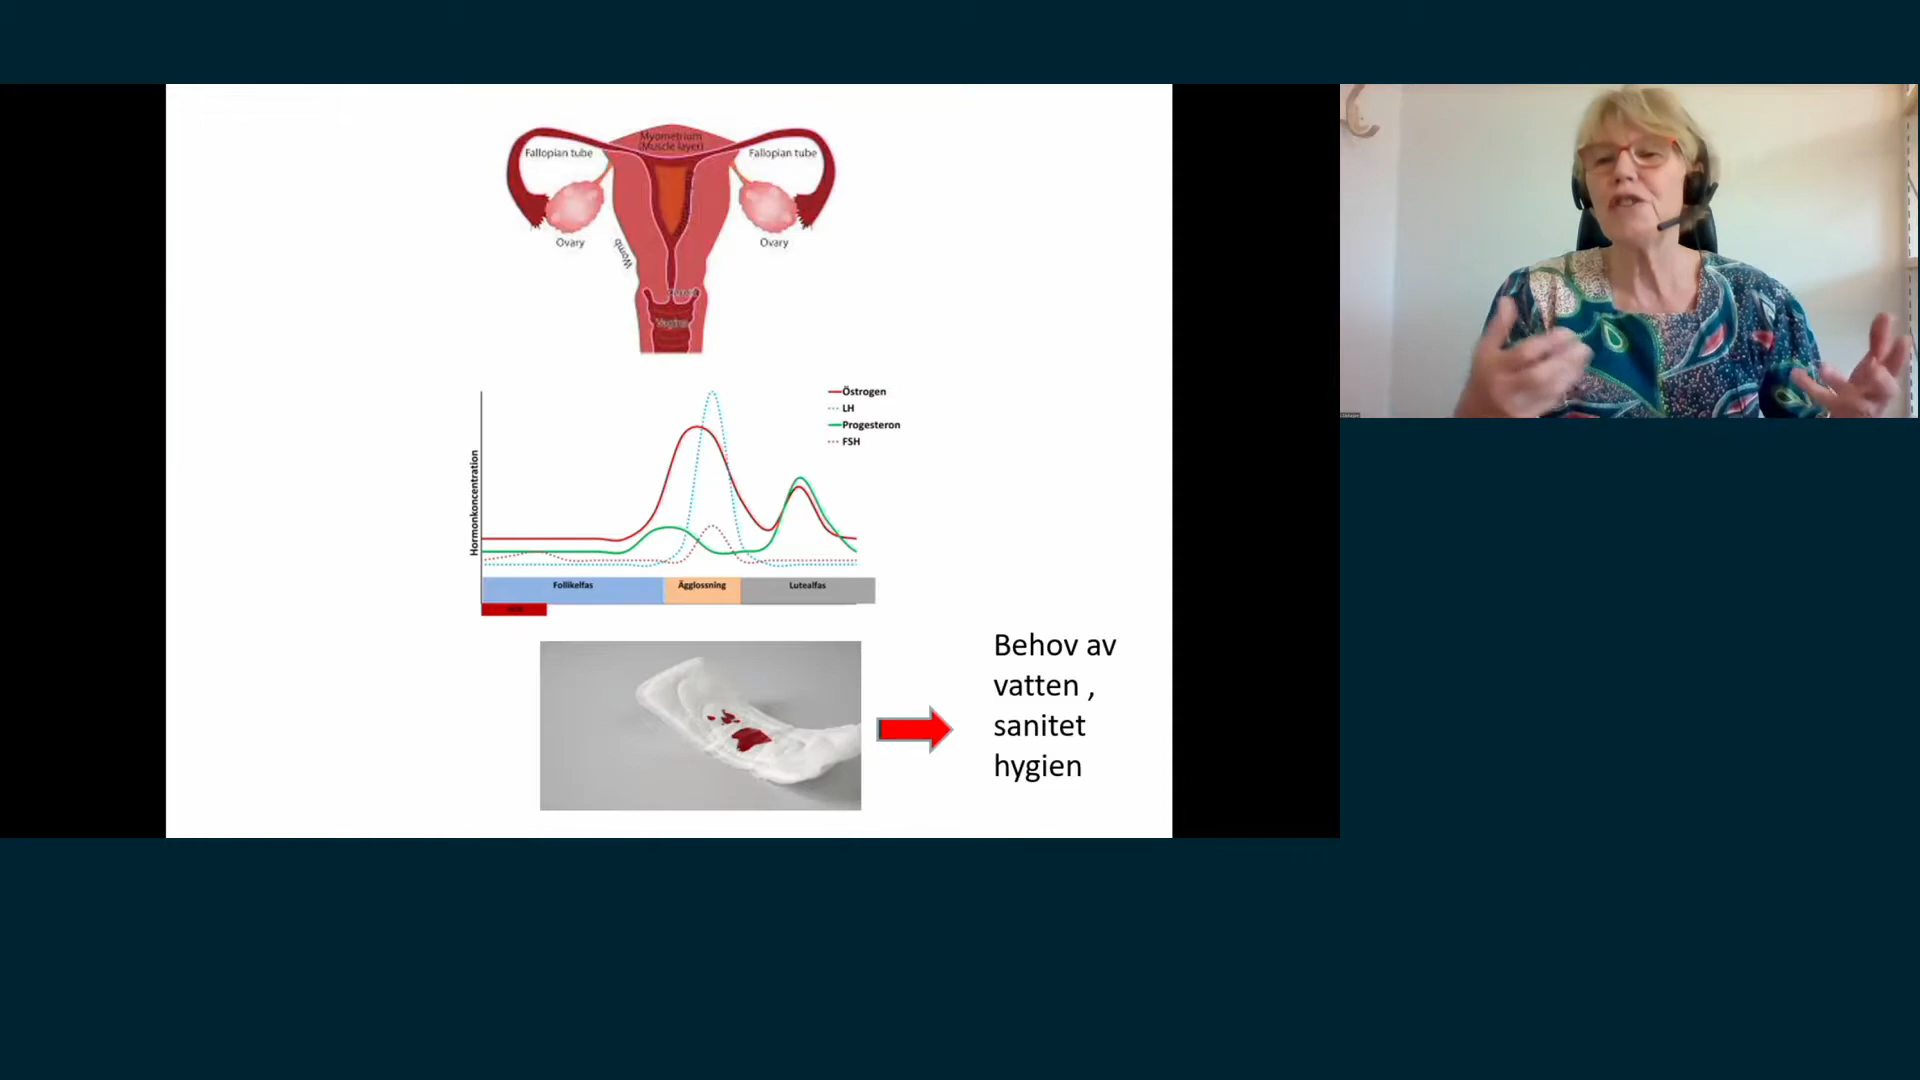 Myometrium
(Muscle layer)
Fallopian tube
Fallopian tube
Ovary
Womb
Ovary
Vagina
Östrogen
LH
Progesteron
FSH
Hormonkoncentration
Follikelfas
Ägglossning
Lutealfas
Behov av
vatten ,
sanitet
hygien